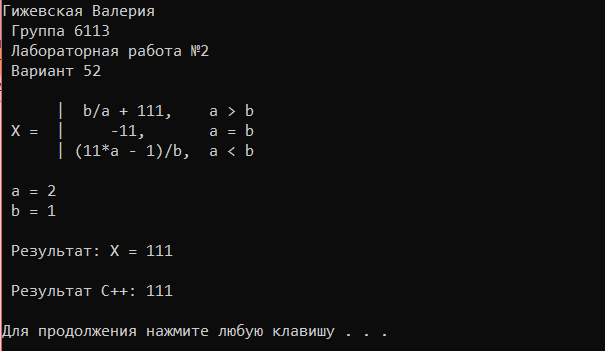 Гижевская Валерия
Группа 6113
Лабораторная работа №2
Вариант 52
| b/a + 111, a > b
X = | -11, a = b
| (11*a - 1)/b, a < b
a = 2
b = 1
Результат: X = 111
Результат C++: 111
Для продолжения нажмите любую клавишу . . .